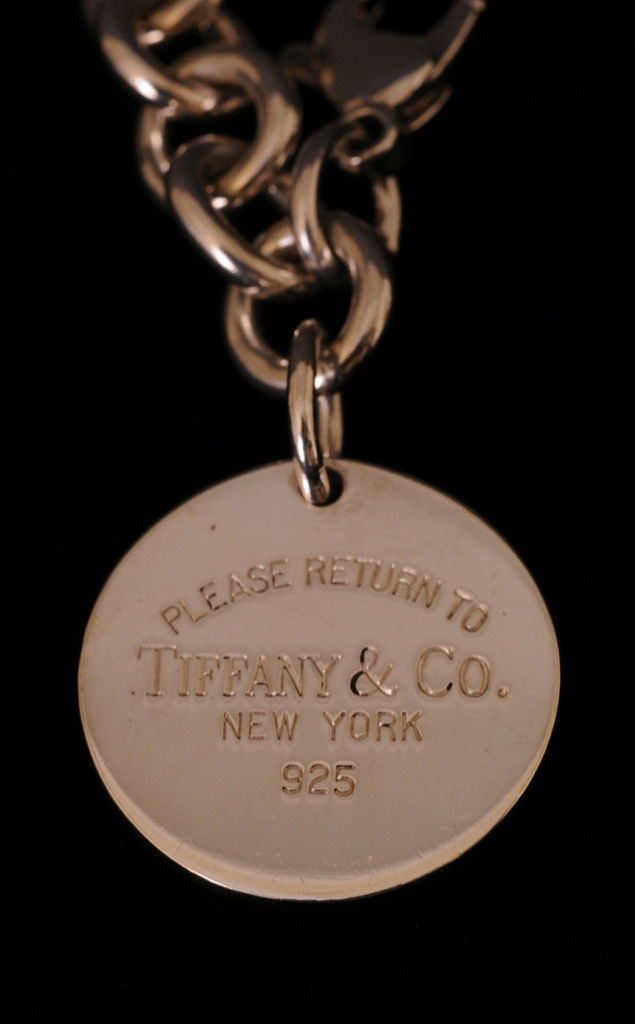 PLEASE RETURN TO
TIFFANY & CO.
NEW YORK
925